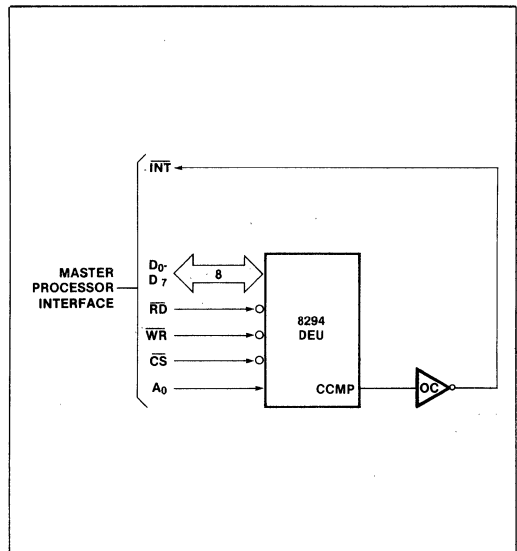 INT
D0-
D7
8
MASTER
PROCESSOR
INTERFACE
RD
WR
CS
A0
8294
DEU
CCMP
OC